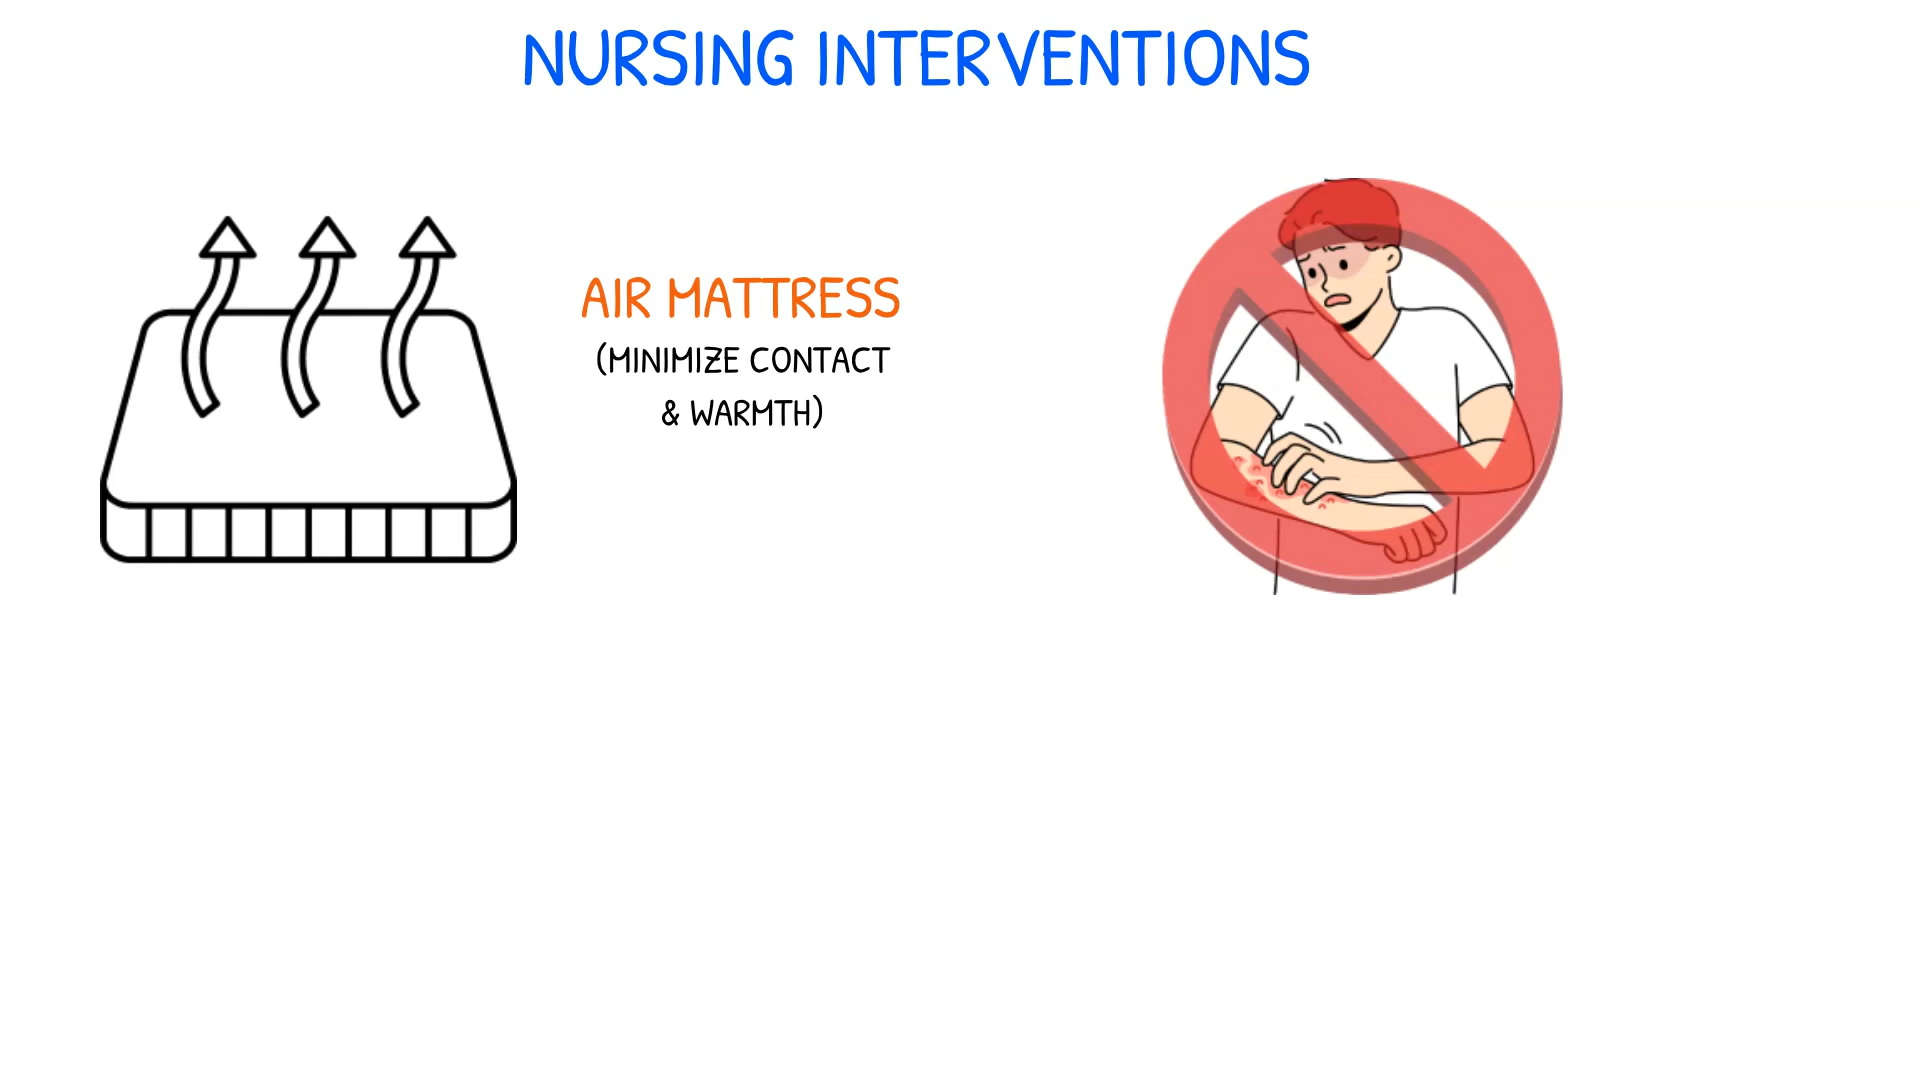 NURSING INTERVENTIONS
AIR MATTRESS
(MINIMIZE CONTACT
& WARMTH)